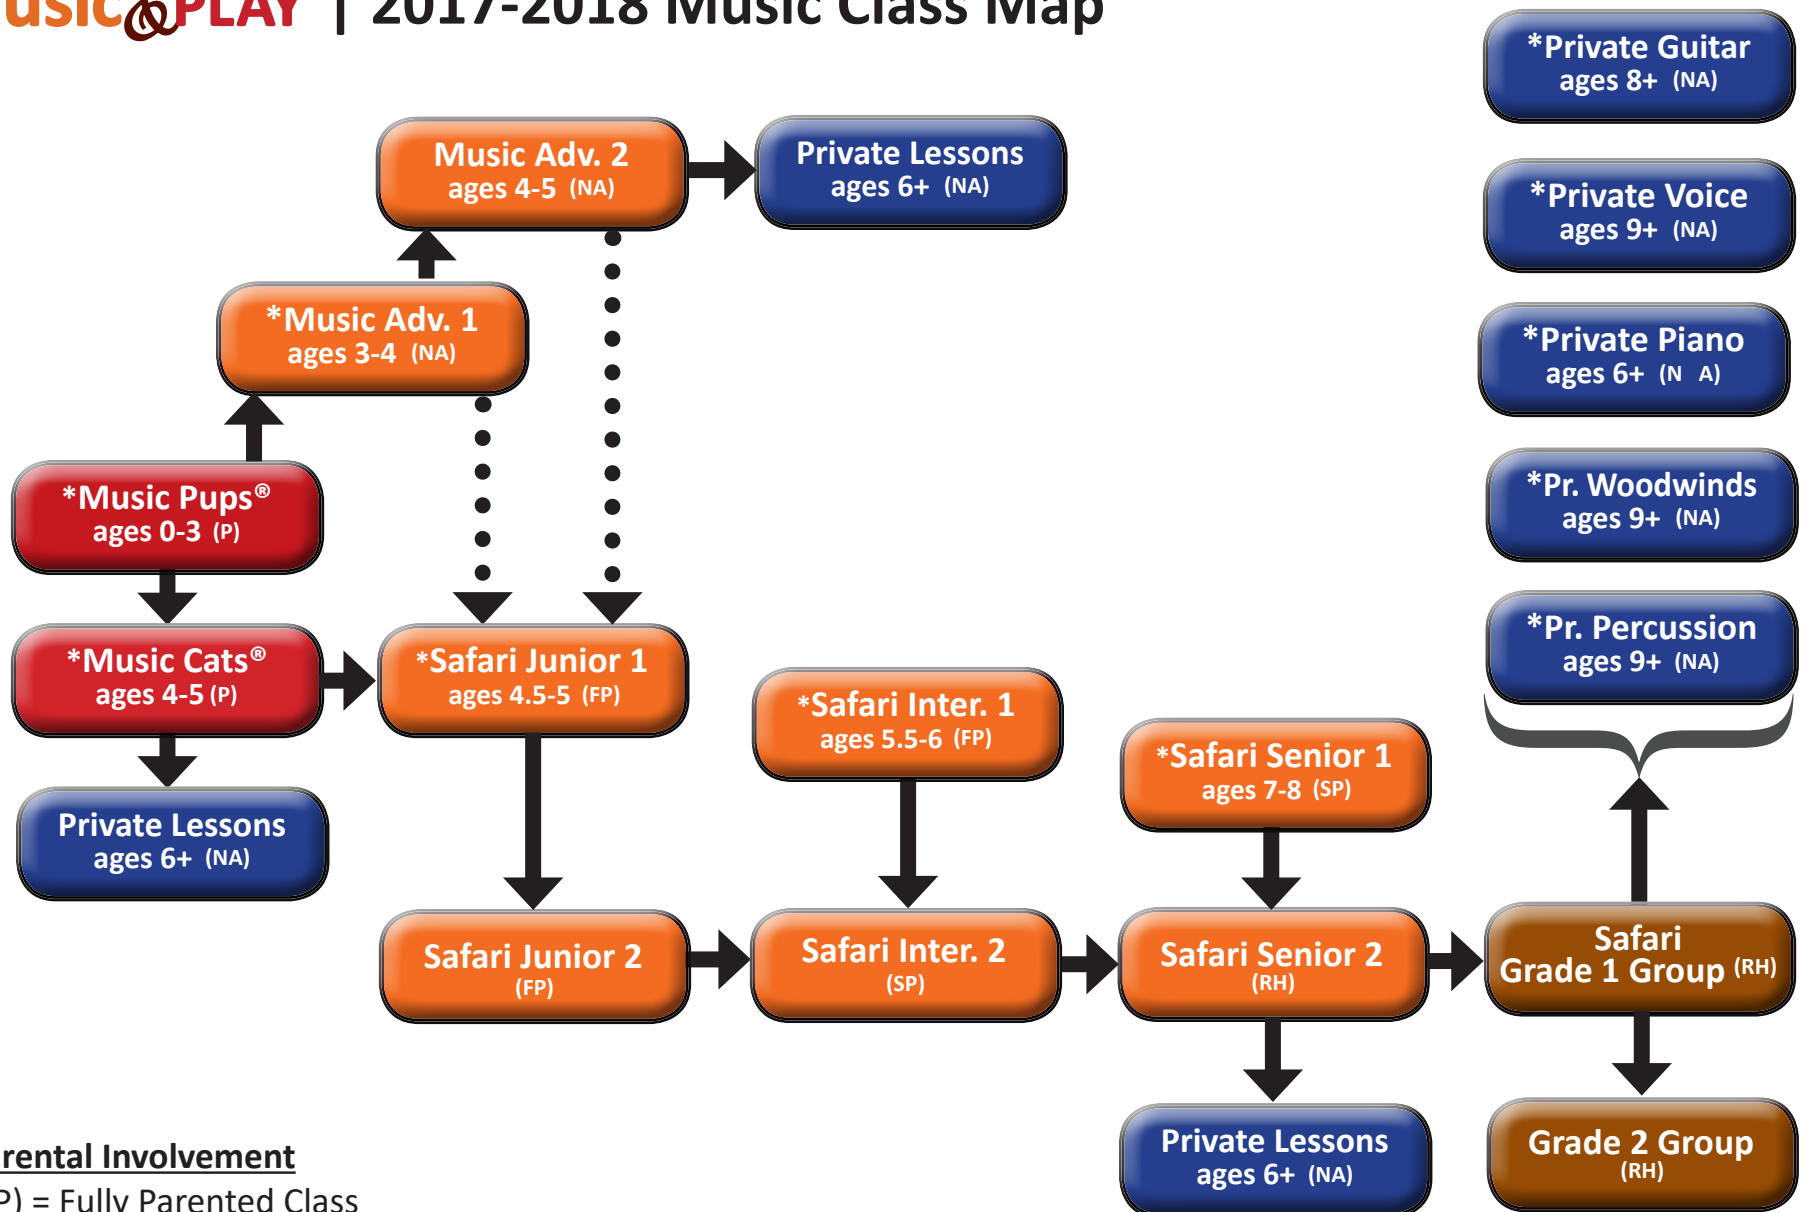 usic&PLAY | 2017-2018 Music Class Map
*Private Guitar
ages 8+ (NA)
Music Adv. 2
ages 4-5 (NA)
Private Lessons
ages 6+ (NA)
*Private Voice
ages 9+ (NA)
*Music Adv. 1
ages 3-4 (NA)
*Private Piano
ages 6+ (N A)
*Music Pups®
ages 0-3 (P)
*Pr. Woodwinds
ages 9+ (NA)
*Music Cats®
ages 4-5 (P)
*Safari Junior 1
ages 4.5-5 (FP)
*Safari Inter. 1
ages 5.5-6 (FP)
*Pr. Percussion
ages 9+ (NA)
*Safari Senior 1
ages 7-8 (SP)
Private Lessons
ages 6+ (NA)
Safari Junior 2
(FP)
Safari Inter. 2
(SP)
Safari Senior 2
(RH)
Safari
Grade 1 Group (RH)
Private Lessons
ages 6+ (NA)
Grade 2 Group
(RH)
rental Involvement
P) = Fully Parented Class